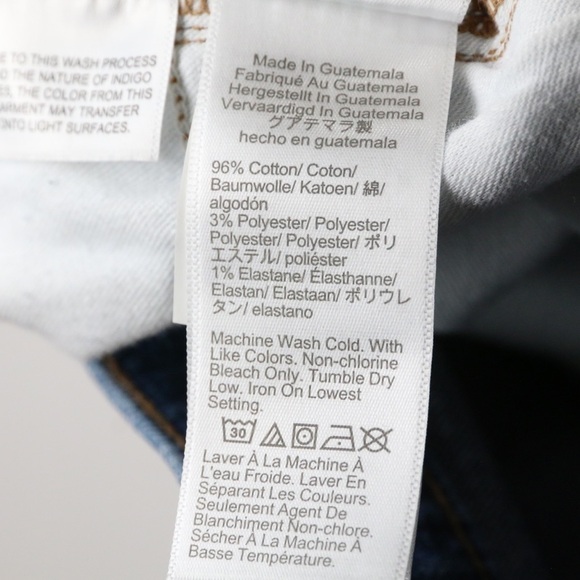 E TO THIS WASH PROCESS
D THE NATURE OF INDIGO
S, THE COLOR FROM THIS
ARMENT MAY TRANSFER
NTO LIGHT SURFACES.
Made In Guatemala
Fabriqué Au Guatemala
Hergestellt In Guatemala
Vervaardigd In Guatemala
グアテマラ製
hecho en guatemala
96% Cotton/ Coton/
Baumwolle/ Katoen/ 綿/
algodón
3% Polyester/ Polyester/
Polyester/ Polyester/ ポリ
エステル/ poliéster
1% Elastane/ Élasthanne/
Elastan/ Elastaan/ ポリウレ
タン/ elastano
Machine Wash Cold. With
Like Colors. Non-chlorine
Bleach Only. Tumble Dry
Low. Iron On Lowest
Setting.
30
Laver À La Machine À
L'eau Froide. Laver En
Séparant Les Couleurs.
Seulement Agent De
Blanchiment Non-chlore.
Sécher À La Machine À
Basse Température.